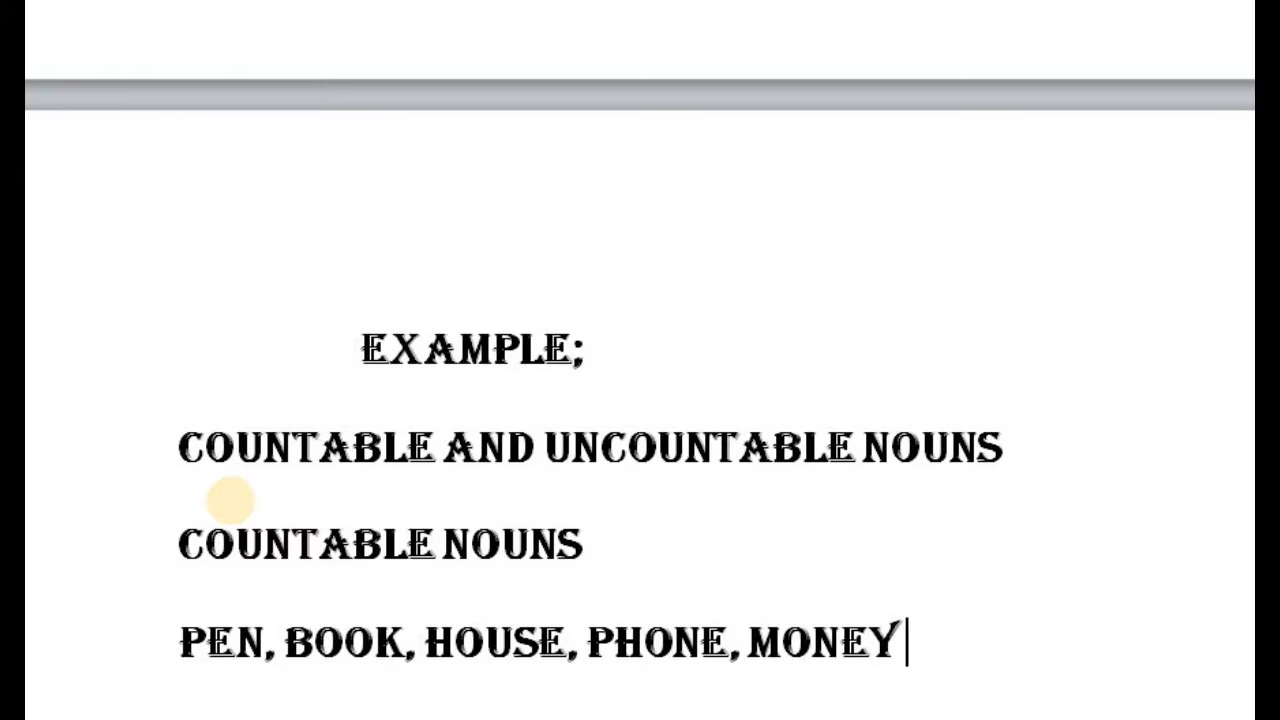 EXAMPLE;
COUNTABLE AND UNCOUNTABLE NOUNS
COUNTABLE NOUNS
PEN, BOOK, HOUSE, PHONE, MONEY